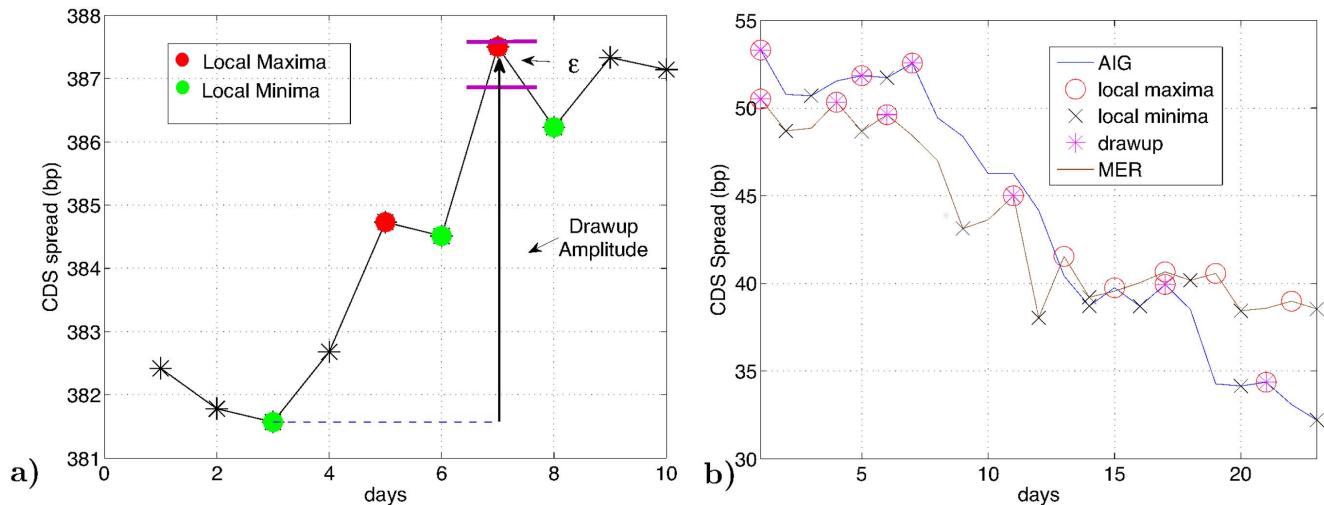 388
387
386
385
384
383
382
381
0
2
4
6
8
10
CDS spread (bp)
days
Local Maxima
Local Minima
ε
Drawup
Amplitude
a)
55
50
45
40
35
30
5
10
15
20
CDS Spread (bp)
days
AIG
local maxima
local minima
drawup
MER
b)